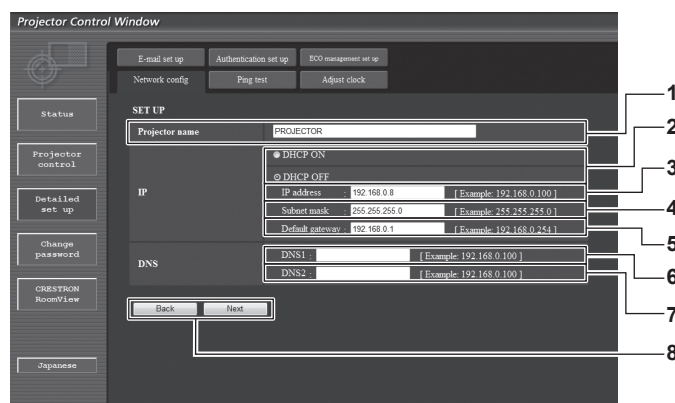 Projector Control Window
E-mail set up
Authentication set up
ECO management set up
Network config
Ping test
Adjust clock
Status
Projector control
Detailed set up
Change password
CRESTRON RoomView
Japanese
SET UP
Projector name PROJECTOR
IP
DHCP ON
DHCP OFF
IP address : 192.168.0.8 [ Example: 192.168.0.100 ]
Subnet mask : 255.255.255.0 [ Example: 255.255.255.0 ]
Default gateway : 192.168.0.1 [ Example: 192.168.0.254 ]
DNS
DNS1 : [ Example: 192.168.0.100 ]
DNS2 : [ Example: 192.168.0.100 ]
Back Next
1
2
3
4
5
6
7
8